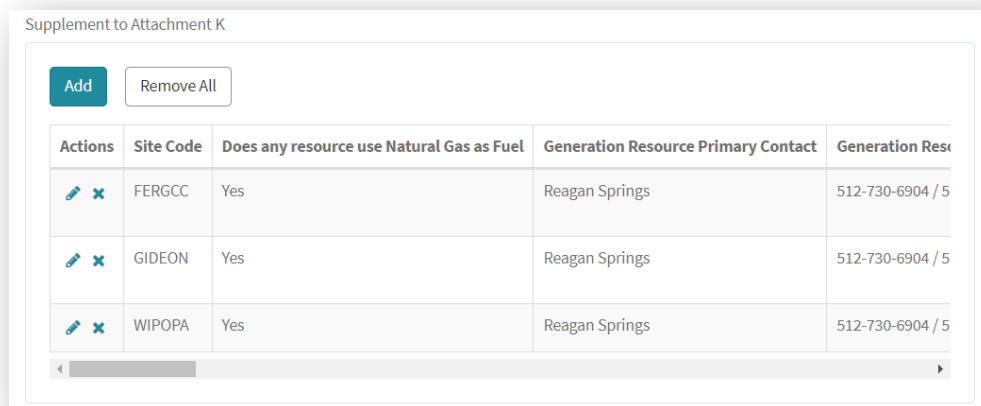 Supplement to Attachment K
Add Remove All
Actions Site Code Does any resource use Natural Gas as Fuel Generation Resource Primary Contact Generation Reso
FERGCC Yes Reagan Springs 512-730-6904 / 5
GIDEON Yes Reagan Springs 512-730-6904 / 5
WIPOPA Yes Reagan Springs 512-730-6904 / 5